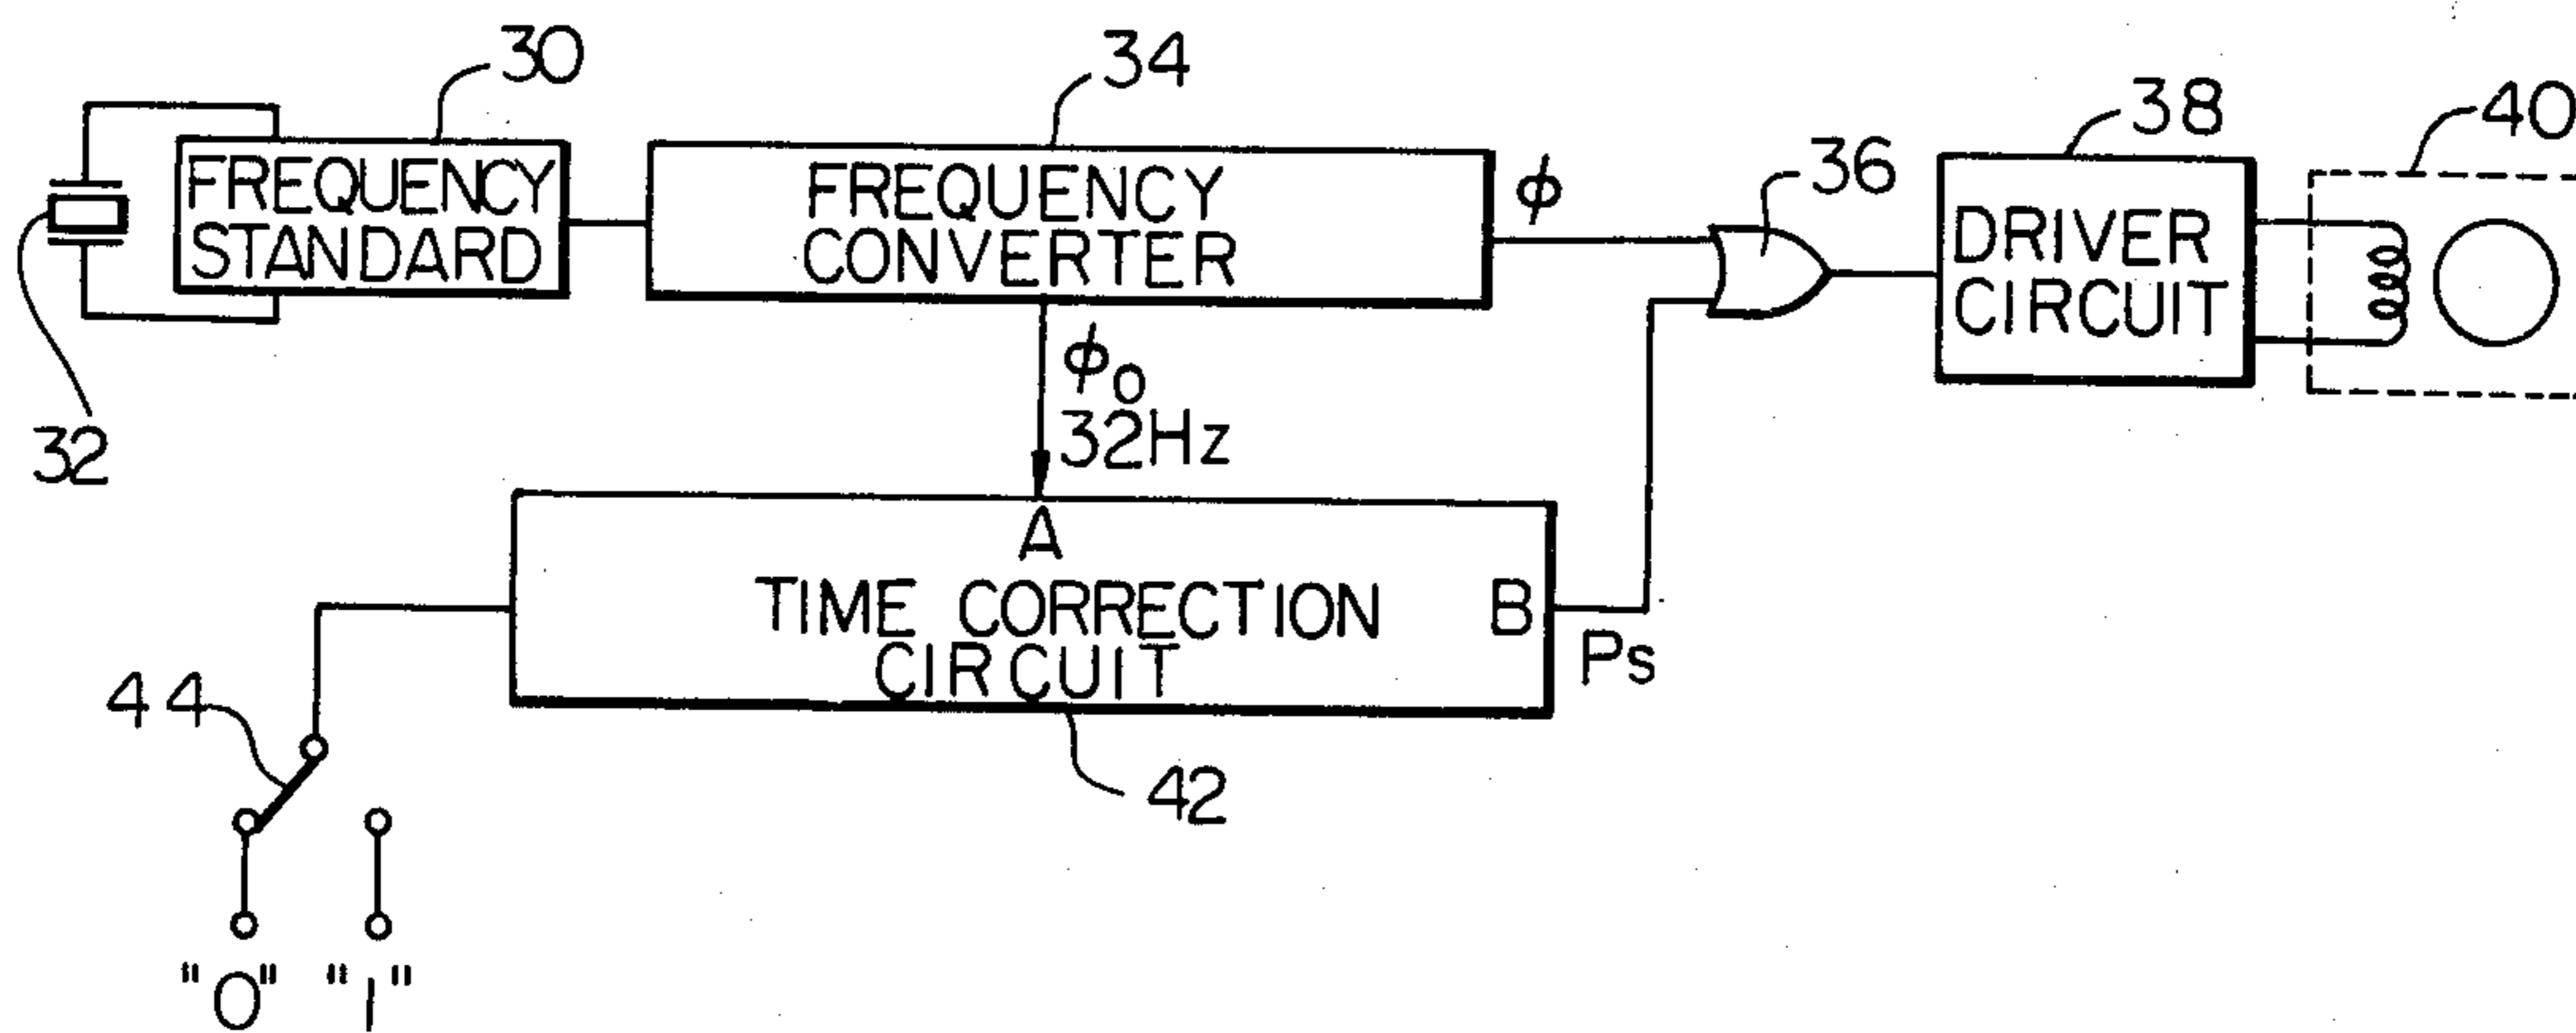 30
34
38
40
36
FREQUENCY
STANDARD
FREQUENCY
CONVERTER
ϕ
DRIVER
CIRCUIT
32
ϕ0
32Hz
A
TIME CORRECTION
CIRCUIT
B
Ps
44
42
"0" "1"